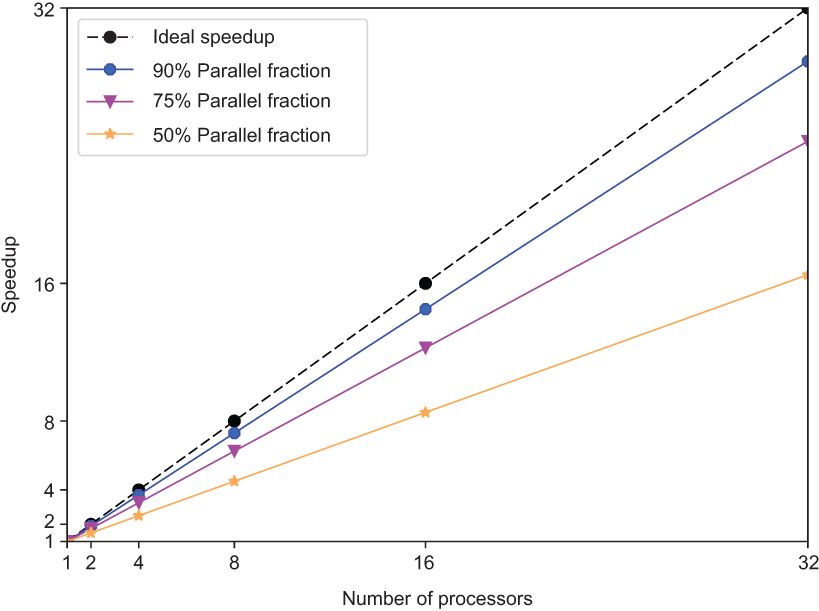 32
Ideal speedup
90% Parallel fraction
75% Parallel fraction
50% Parallel fraction
Speedup
16
8
4
2
1
1 2 4 8 16 32
Number of processors